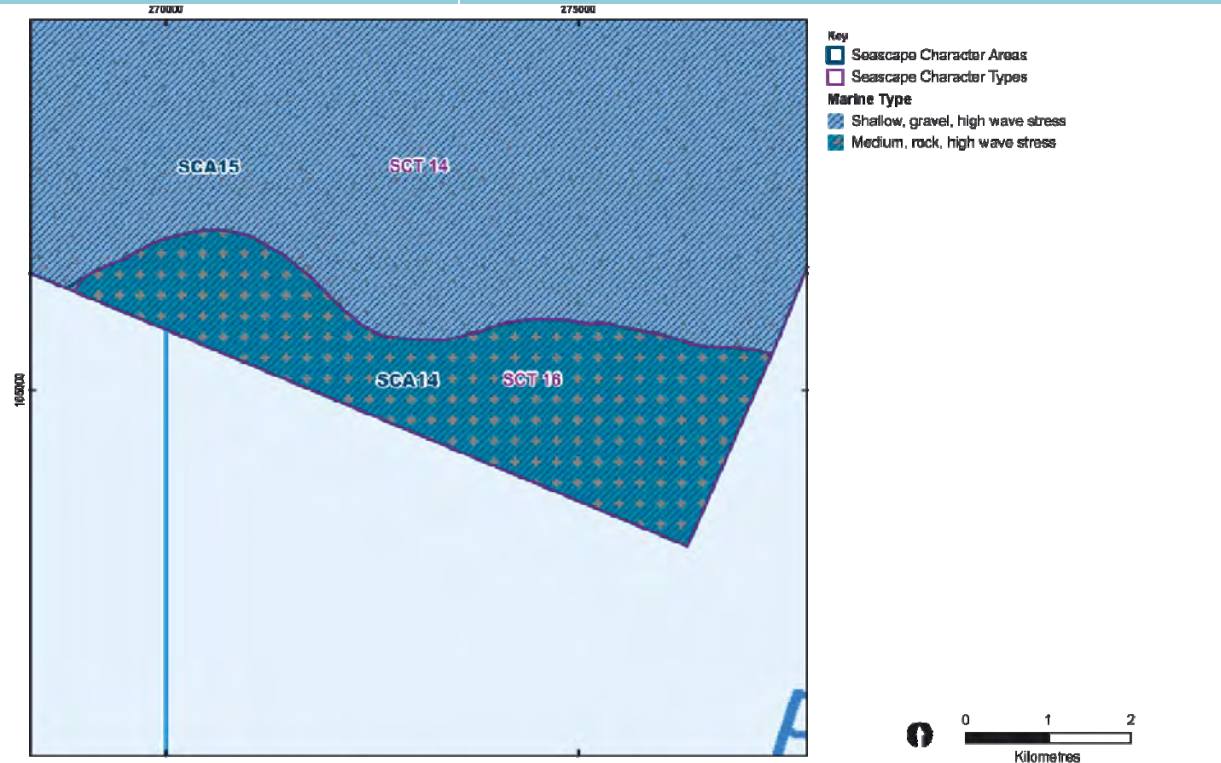 270000
275000
Key
Seascape Character Areas
Seascape Character Types
Marine Type
Shallow, gravel, high wave stress
Medium, rock, high wave stress
SCA15
SCT 14
SCA14
SCT 16
165000
A
0 1 2
Kilometres